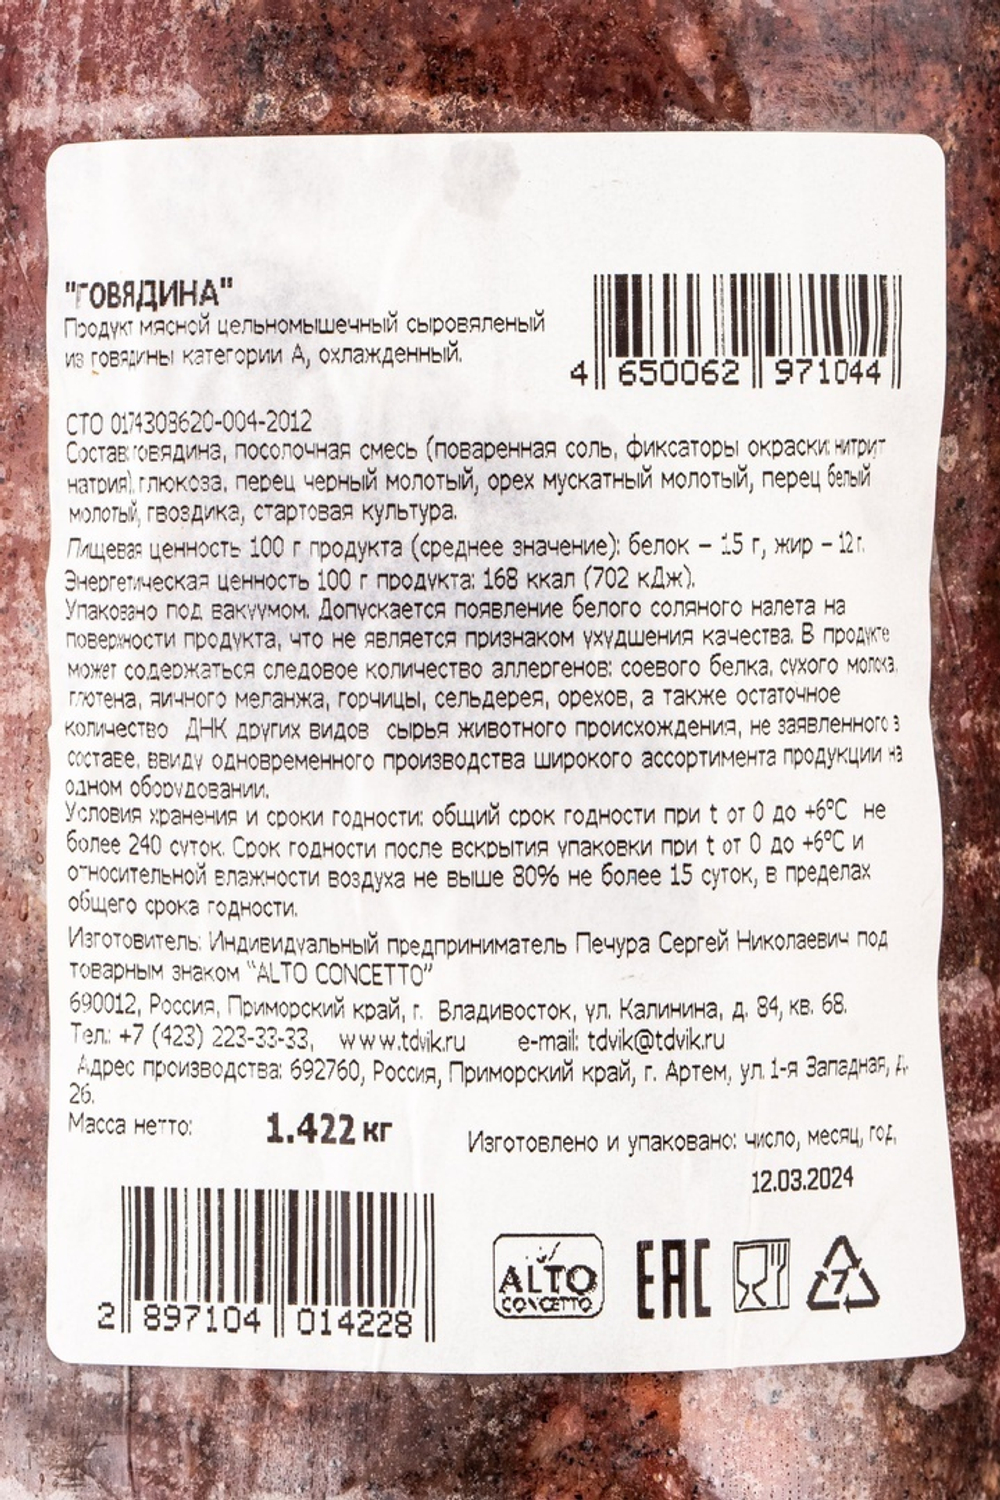 "ГОВЯДИНА"
Продукт мясной цельномышечный сыровяленый
из говядины категории А, охлажденный.
4 650062 971044
СТО 0174308620-004-2012
Состав: говядина, посолочная смесь (поваренная соль, фиксаторы окраски: нитрит
натрия), глюкоза, перец черный молотый, орех мускатный молотый, перец белый
молотый, гвоздика, стартовая культура.
Пищевая ценность 100 г продукта (среднее значение): белок – 15 г, жир – 12 г.
Энергетическая ценность 100 г продукта: 168 ккал (702 кДж).
Упаковано под вакуумом. Допускается появление белого соляного налета на
поверхности продукта, что не является признаком ухудшения качества. В продукте
может содержаться следовое количество аллергенов: соевого белка, сухого молока,
глютена, яичного меланжа, горчицы, сельдерея, орехов, а также остаточное
количество ДНК других видов сырья животного происхождения, не заявленного в
составе, ввиду одновременного производства широкого ассортимента продукции на
одном оборудовании.
Условия хранения и сроки годности: общий срок годности при t от 0 до +6°С не
более 240 суток. Срок годности после вскрытия упаковки при t от 0 до +6°С и
относительной влажности воздуха не выше 80% не более 15 суток, в пределах
общего срока годности.
Изготовитель: Индивидуальный предприниматель Печура Сергей Николаевич под
товарным знаком "ALTO CONCETTO"
690012, Россия, Приморский край, г. Владивосток, ул. Калинина, д. 84, кв. 68.
Тел.: +7 (423) 223-33-33, www.tdvik.ru e-mail: tdvik@tdvik.ru
Адрес производства: 692760, Россия, Приморский край, г. Артем, ул. 1-я Западная, д.
26.
Масса нетто: 1.422 кг
Изготовлено и упаковано: число, месяц, год,
12.03.2024
2 897104 014228
ALTO
CONCETTO
EAC
7